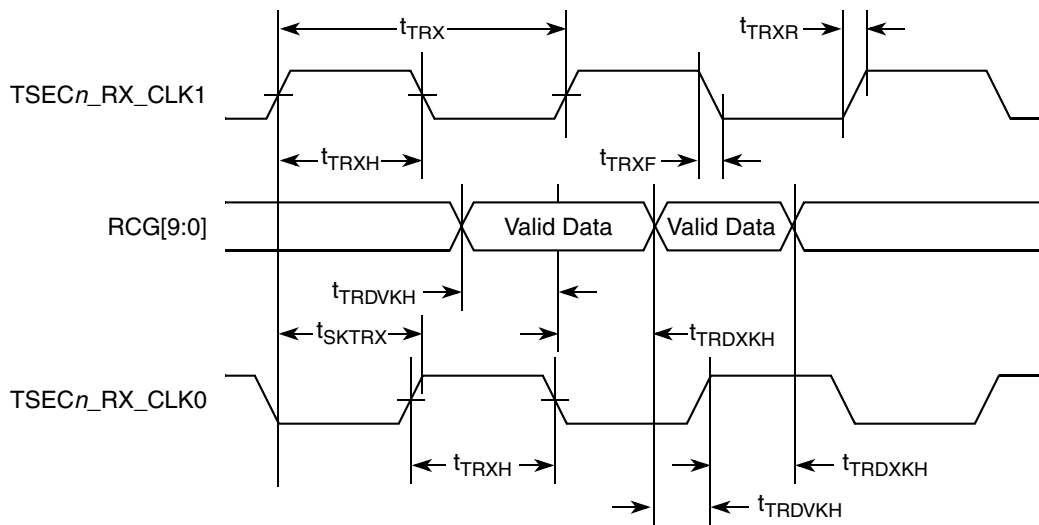 tTRX
tTRXR
TSECn_RX_CLK1
tTRXH
tTRXF
RCG[9:0]
Valid Data
Valid Data
tTRDVKH
tSKTRX
tTRDXKH
TSECn_RX_CLK0
tTRXH
tTRDXKH
tTRDVKH